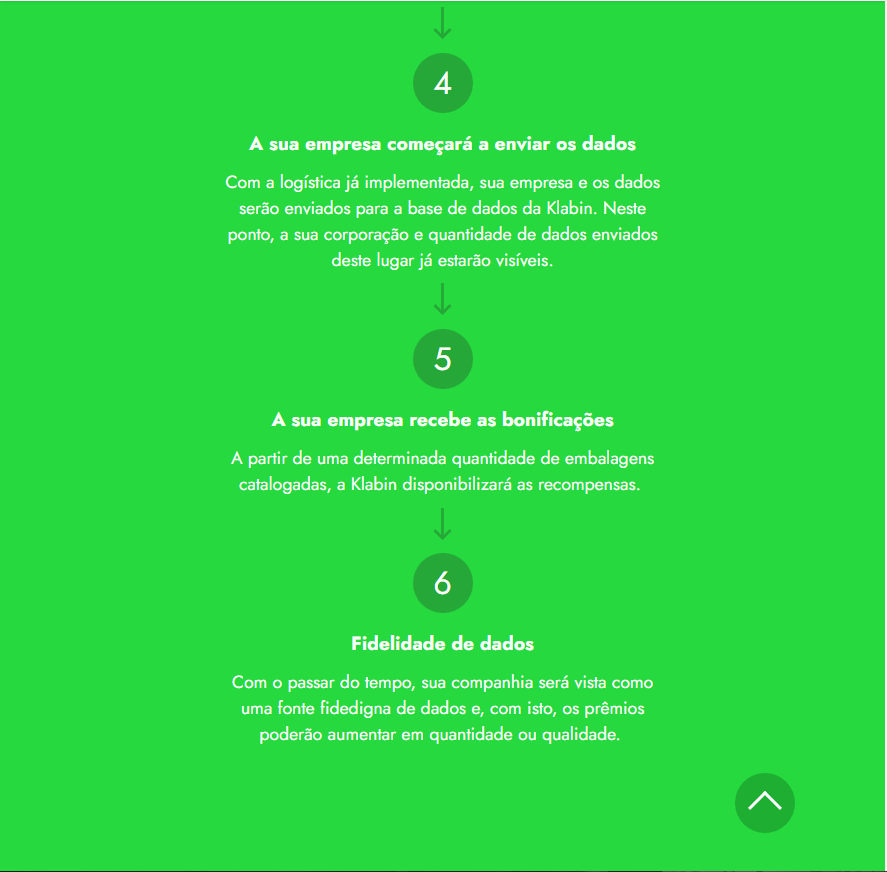 4
A sua empresa começará a enviar os dados
Com a logística já implementada, sua empresa e os dados
serão enviados para a base de dados da Klabin. Neste
ponto, a sua corporação e quantidade de dados enviados
deste lugar já estarão visíveis.
5
A sua empresa recebe as bonificações
A partir de uma determinada quantidade de embalagens
catalogadas, a Klabin disponibilizará as recompensas.
6
Fidelidade de dados
Com o passar do tempo, sua companhia será vista como
uma fonte fidedigna de dados e, com isto, os prêmios
poderão aumentar em quantidade ou qualidade.